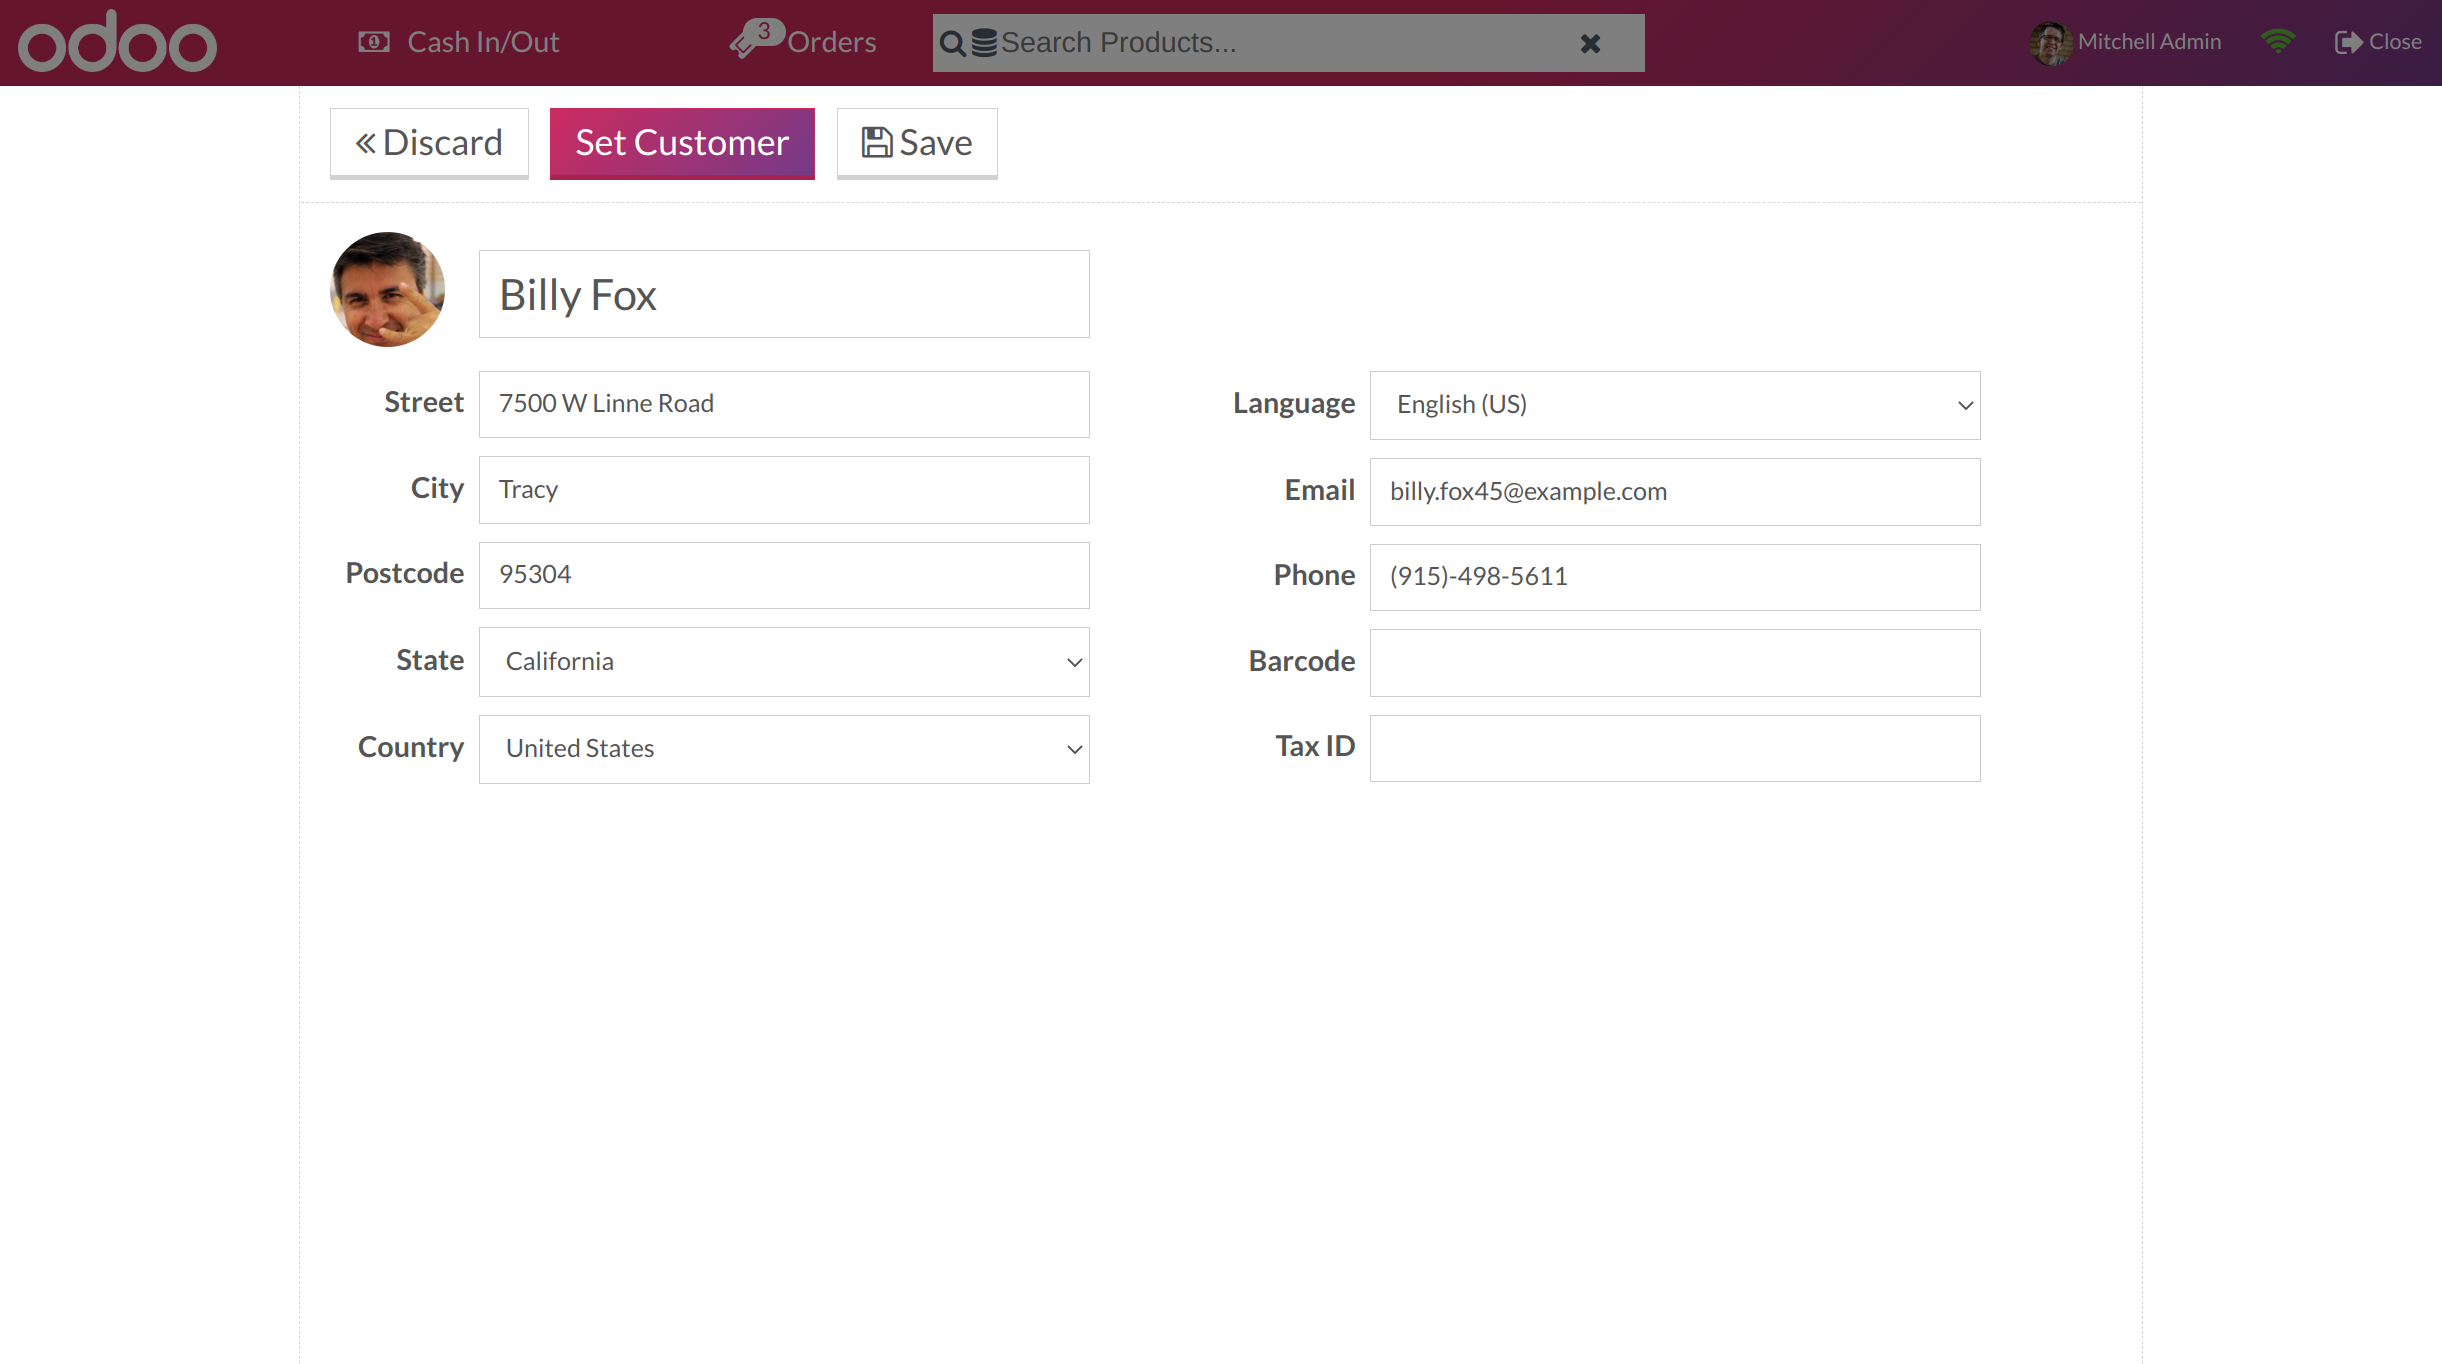 odoo
Cash In/Out
3
Orders
Search Products...
Mitchell Admin
Close
Discard
Set Customer
Save
Billy Fox
Street
7500 W Linne Road
Language
English (US)
City
Tracy
Email
billy.fox45@example.com
Postcode
95304
Phone
(915)-498-5611
State
California
Barcode
Country
United States
Tax ID